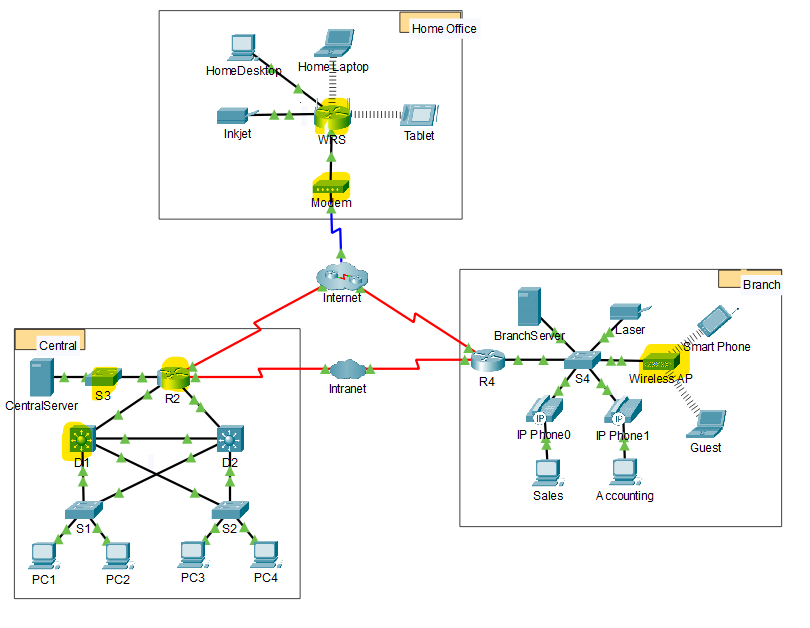 Home Office
HomeDesktop
Home Laptop
Inkjet
WRS
Tablet
Modem
Internet
Branch
BranchServer
Laser
Smart Phone
Central
CentralServer
S3
R2
Intranet
R4
S4
Wireless AP
IP
IP
IP Phone0
IP Phone1
Guest
D1
D2
Sales
Accounting
S1
S2
PC1
PC2
PC3
PC4